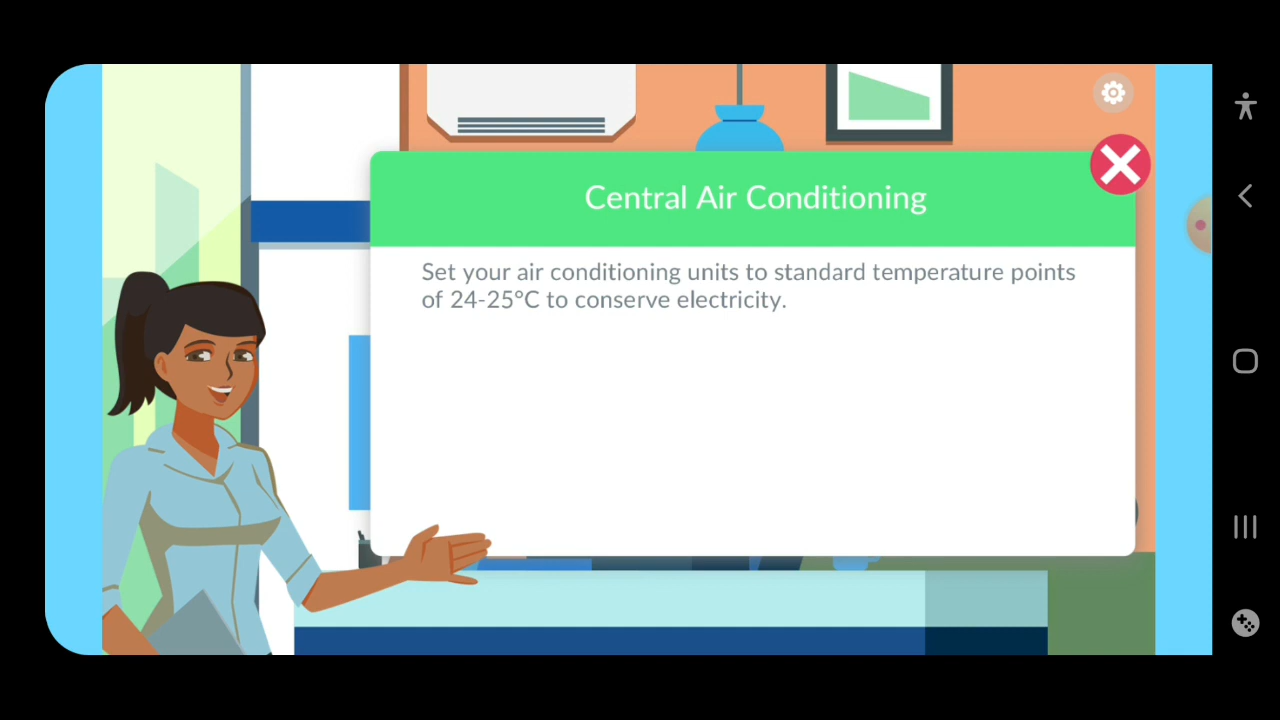 Central Air Conditioning
Set your air conditioning units to standard temperature points
of 24-25°C to conserve electricity.